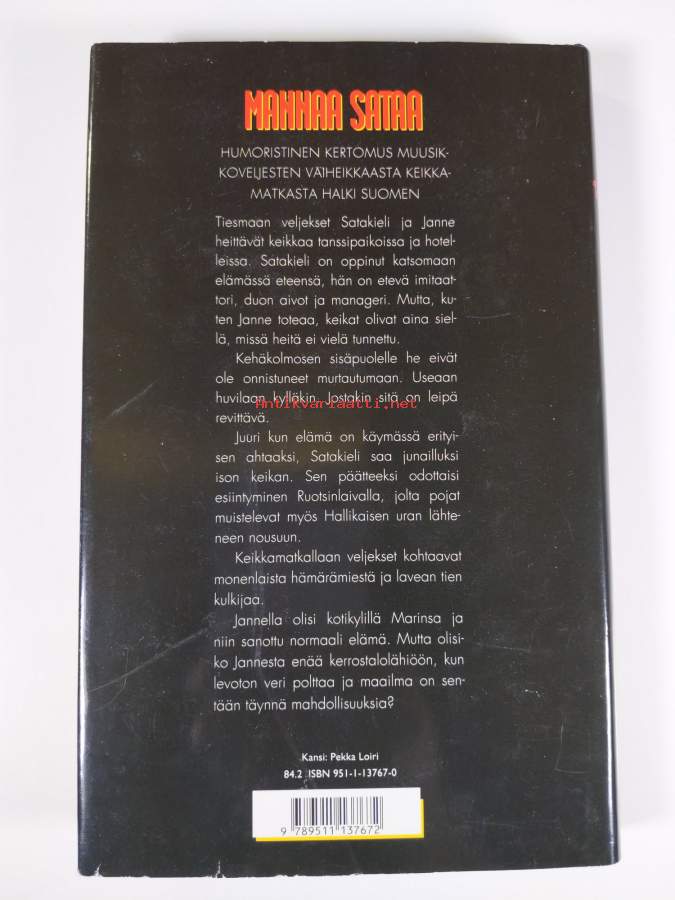 MANNAA SATAA
HUMORISTINEN KERTOMUS MUUSIK-
KOVELJESTEN VAIHEIKKAASTA KEIKKA-
MATKASTA HALKI SUOMEN
Tiesmaan veljekset Satakieli ja Janne
heittävät keikkaa tanssipaikoissa ja hotel-
leissa. Satakieli on oppinut katsomaan
elämässä eteensä, hän on etevä imitaat-
tori, duon aivot ja manageri. Mutta, ku-
ten Janne toteaa, keikat olivat aina siel-
lä, missä heitä ei vielä tunnettu.
Kehäkolmosen sisäpuolelle he eivät
ole onnistuneet murtautumaan. Useaan
huvilaan kylläkin. Jostakin sitä on leipä
Antikvariaatti.net
revittävä.
Juuri kun elämä on käymässä erityi-
sen ahtaaksi, Satakieli saa junailluksi
ison keikan. Sen päätteeksi odottaisi
esiintyminen Ruotsinlaivalla, jolta pojat
muistelevat myös Hallikaisen uran lähte-
neen nousuun.
Keikkamatkallaan veljekset kohtaavat
monenlaista hämärämiestä ja lavean tien
kulkijaa.
Jannella olisi kotikylillä Marinsa ja
niin sanottu normaali elämä. Mutta olisi-
ko Jannesta enää kerrostalolähiöön, kun
levoton veri polttaa ja maailma on sen-
tään täynnä mahdollisuuksia?
Kansi: Pekka Loiri
84.2 ISBN 951-1-13767-0
9 789511 137672